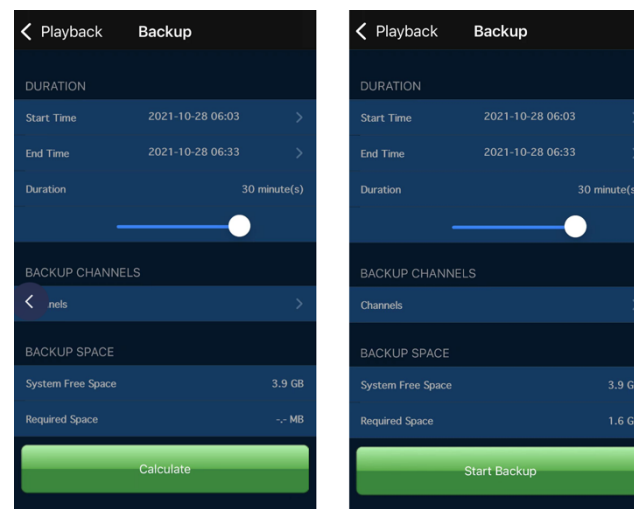 Playback Backup
DURATION
Start Time 2021-10-28 06:03
End Time 2021-10-28 06:33
Duration 30 minute(s)
BACKUP CHANNELS
nels
BACKUP SPACE
System Free Space 3.9 GB
Required Space -.- MB
Calculate
Playback Backup
DURATION
Start Time 2021-10-28 06:03
End Time 2021-10-28 06:33
Duration 30 minute(s
BACKUP CHANNELS
Channels
BACKUP SPACE
System Free Space 3.9 G
Required Space 1.6 G
Start Backup